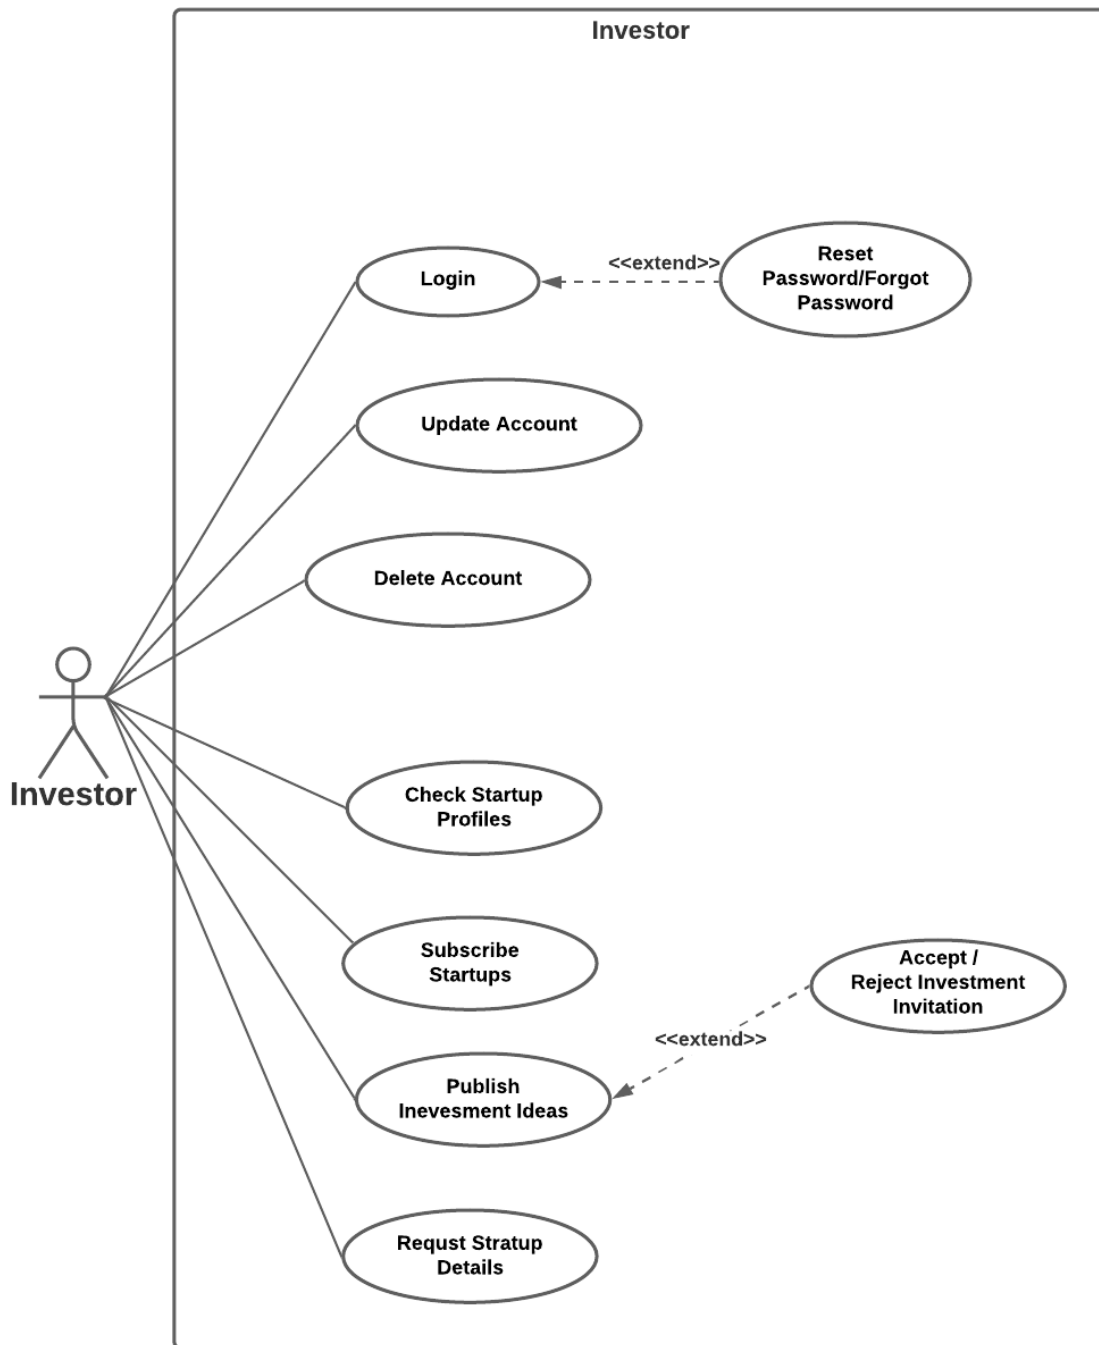 Investor
Login
<<extend>>
Reset
Password/Forgot
Password
Update Account
Delete Account
Investor
Check Startup
Profiles
Subscribe
Startups
Accept /
Reject Investment
Invitation
<<extend>>
Publish
Inevesment Ideas
Requst Stratup
Details